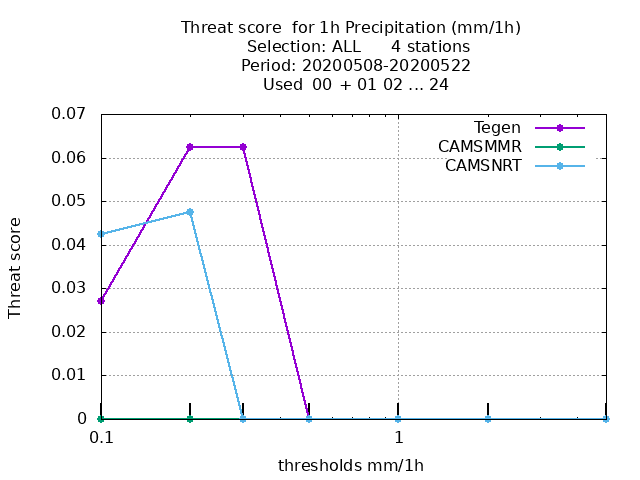 Threat score  for 1h Precipitation (mm/1h)
Selection: ALL      4 stations
Period: 20200508-20200522
Used  00 + 01 02 ... 24
0.07
0.06
0.05
0.04
0.03
0.02
0.01
0
Threat score
Tegen
CAMSMMR
CAMSNRT
0.1
1
thresholds mm/1h